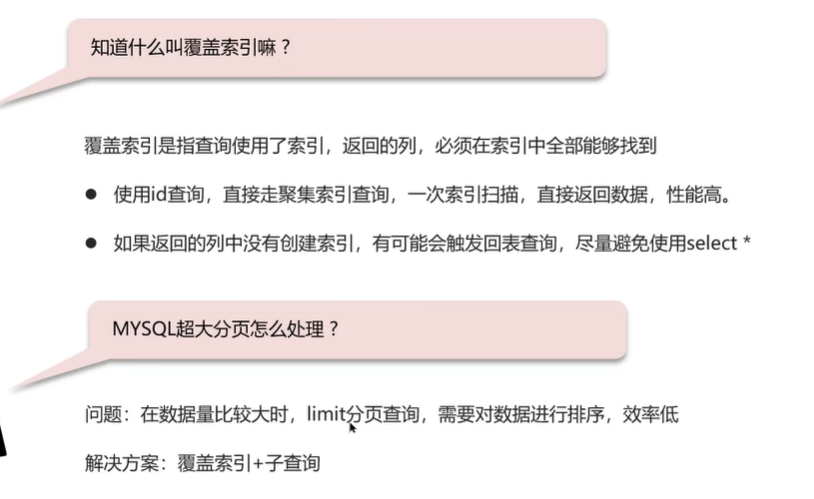 知道什么叫覆盖索引嘛？
覆盖索引是指查询使用了索引，返回的列，必须在索引中全部能够找到
● 使用id查询，直接走聚集索引查询，一次索引扫描，直接返回数据，性能高。
● 如果返回的列中没有创建索引，有可能会触发回表查询，尽量避免使用select *
MYSQL超大分页怎么处理？
问题：在数据量比较大时，limit分页查询，需要对数据进行排序，效率低
解决方案：覆盖索引+子查询